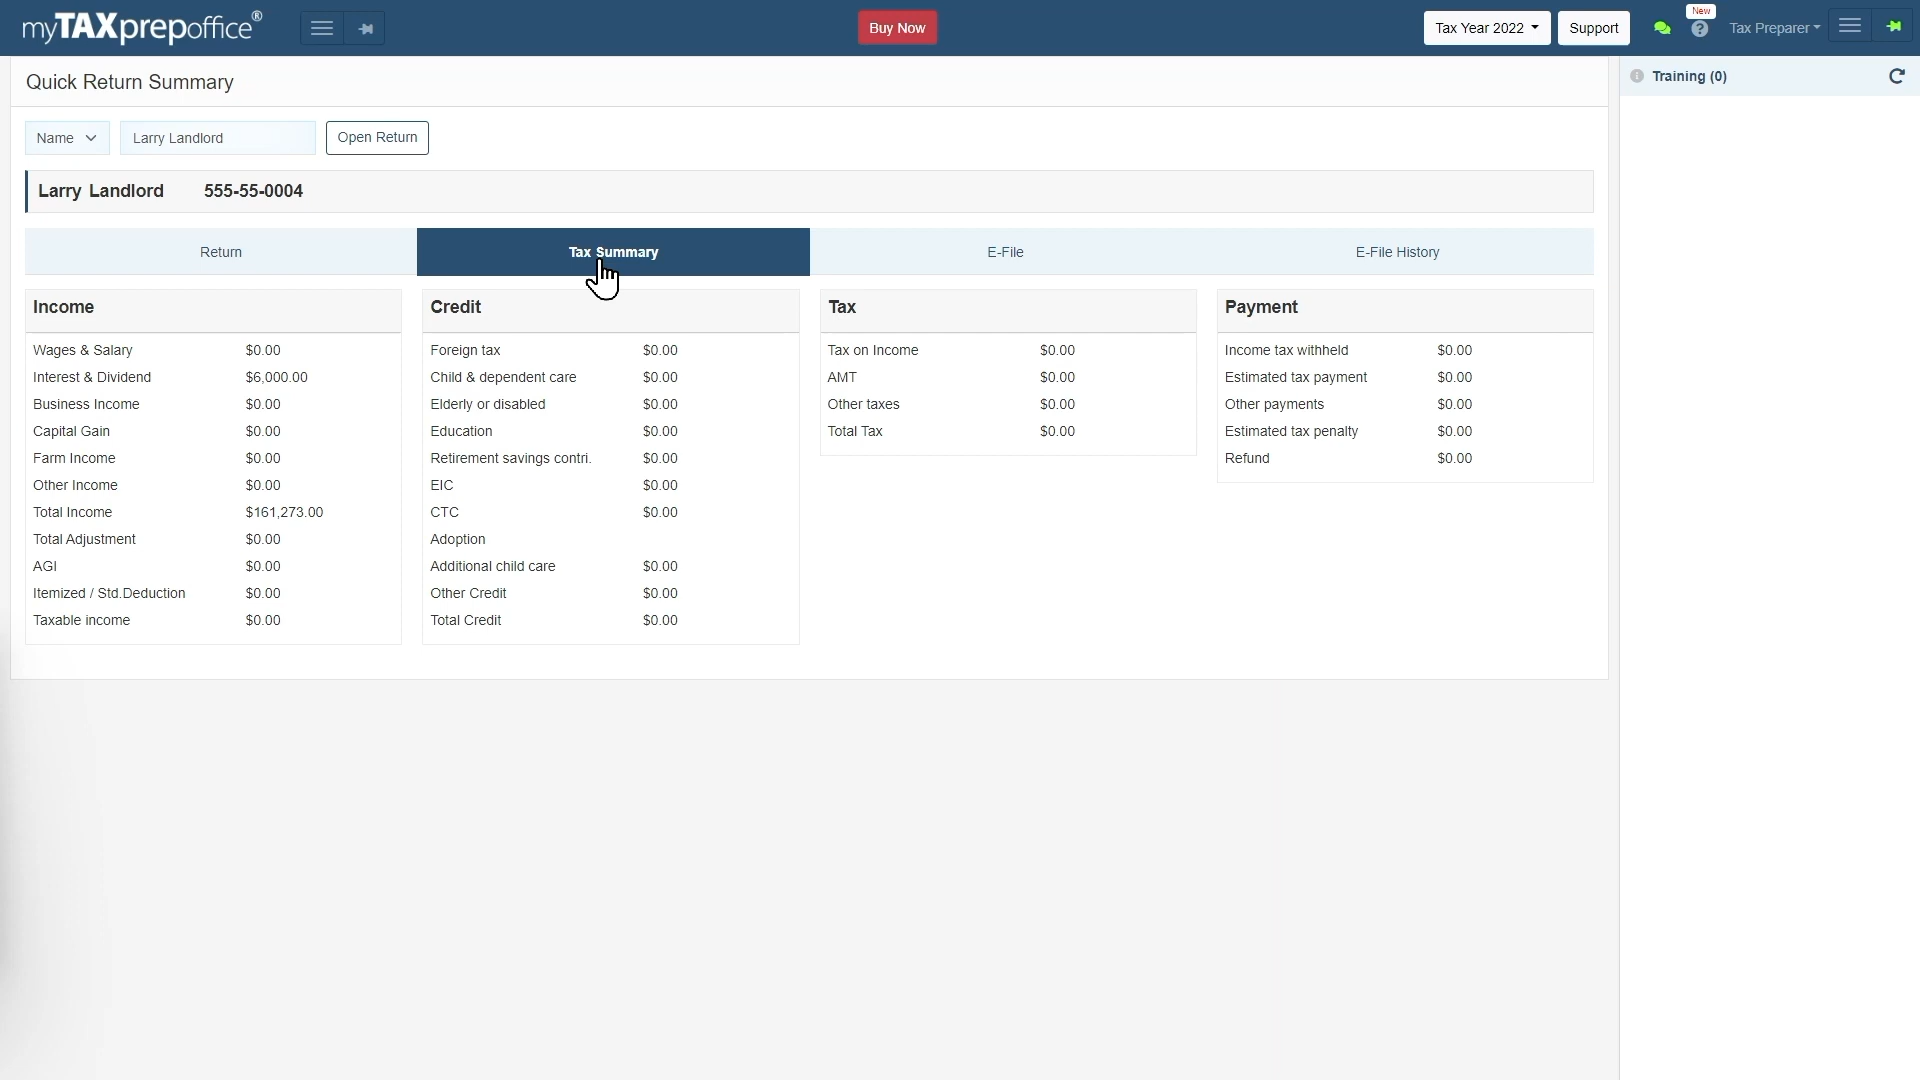 myTAXprepoffice®
Buy Now
Tax Year 2022
Support
New
?
Tax Preparer
Quick Return Summary
i Training (0)
Name
Larry Landlord
Open Return
Larry Landlord 555-55-0004
Return
Tax Summary
E-File
E-File History
Income
Wages & Salary $0.00
Interest & Dividend $6,000.00
Business Income $0.00
Capital Gain $0.00
Farm Income $0.00
Other Income $0.00
Total Income $161,273.00
Total Adjustment $0.00
AGI $0.00
Itemized / Std.Deduction $0.00
Taxable income $0.00
Credit
Foreign tax $0.00
Child & dependent care $0.00
Elderly or disabled $0.00
Education $0.00
Retirement savings contri. $0.00
EIC $0.00
CTC $0.00
Adoption
Additional child care $0.00
Other Credit $0.00
Total Credit $0.00
Tax
Tax on Income $0.00
AMT $0.00
Other taxes $0.00
Total Tax $0.00
Payment
Income tax withheld $0.00
Estimated tax payment $0.00
Other payments $0.00
Estimated tax penalty $0.00
Refund $0.00